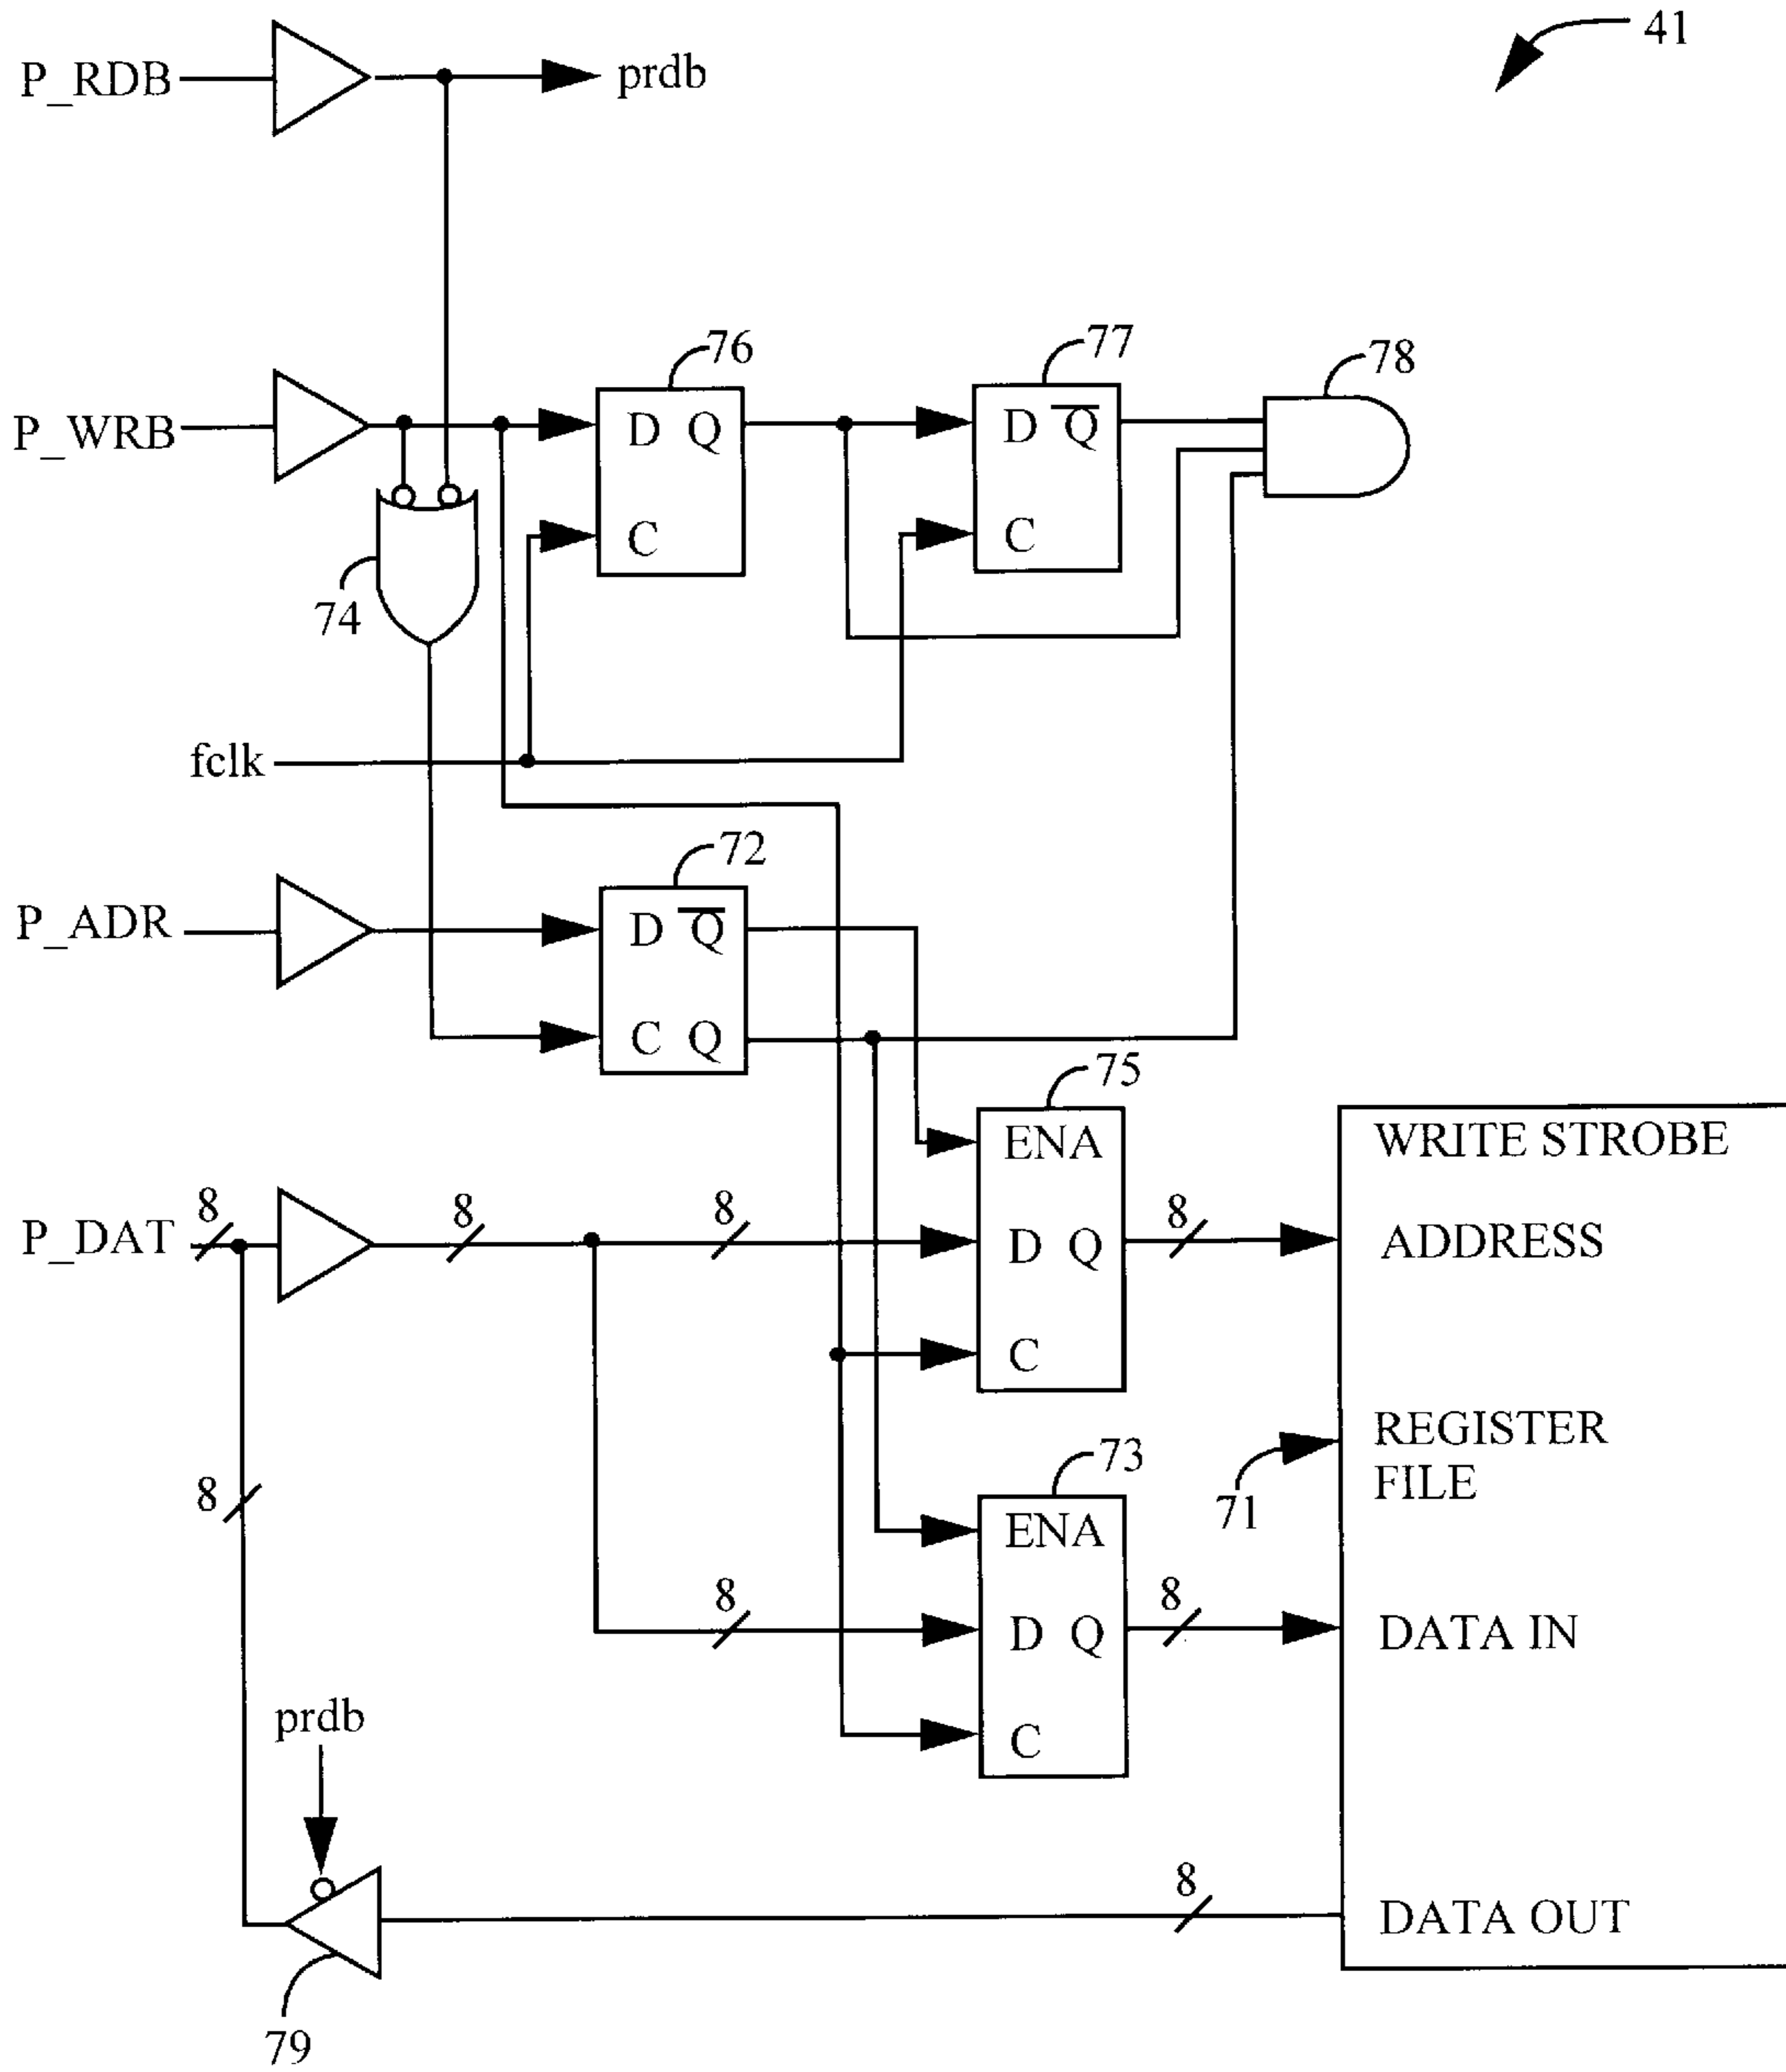 41
P_RDB
prdb
P_WRB
76
D Q
C
77
D Q
C
78
74
fclk
P_ADR
72
D Q
C Q
75
ENA
D Q
C
P_DAT
8
8
8
8
WRITE STROBE
ADDRESS
REGISTER
FILE
71
DATA IN
DATA OUT
73
ENA
D Q
C
8
8
8
prdb
8
79